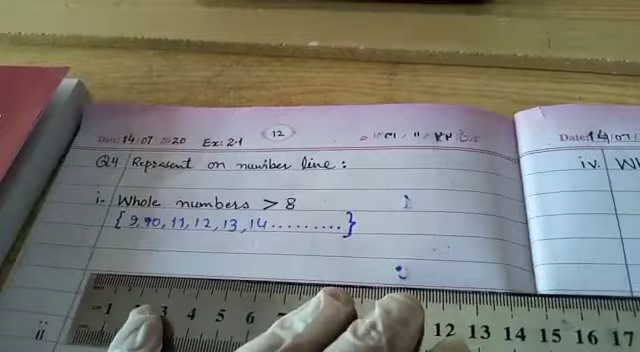 Date: 14/07/2020 Ex: 2.1 12
Q4 Represent on number line:
i. Whole numbers > 8
{ 9, 10, 11, 12, 13, 14 ......... }
ii
1 3 4 5 6 12 13 14 15 16 17
Date: 14/07/
iv. Wh